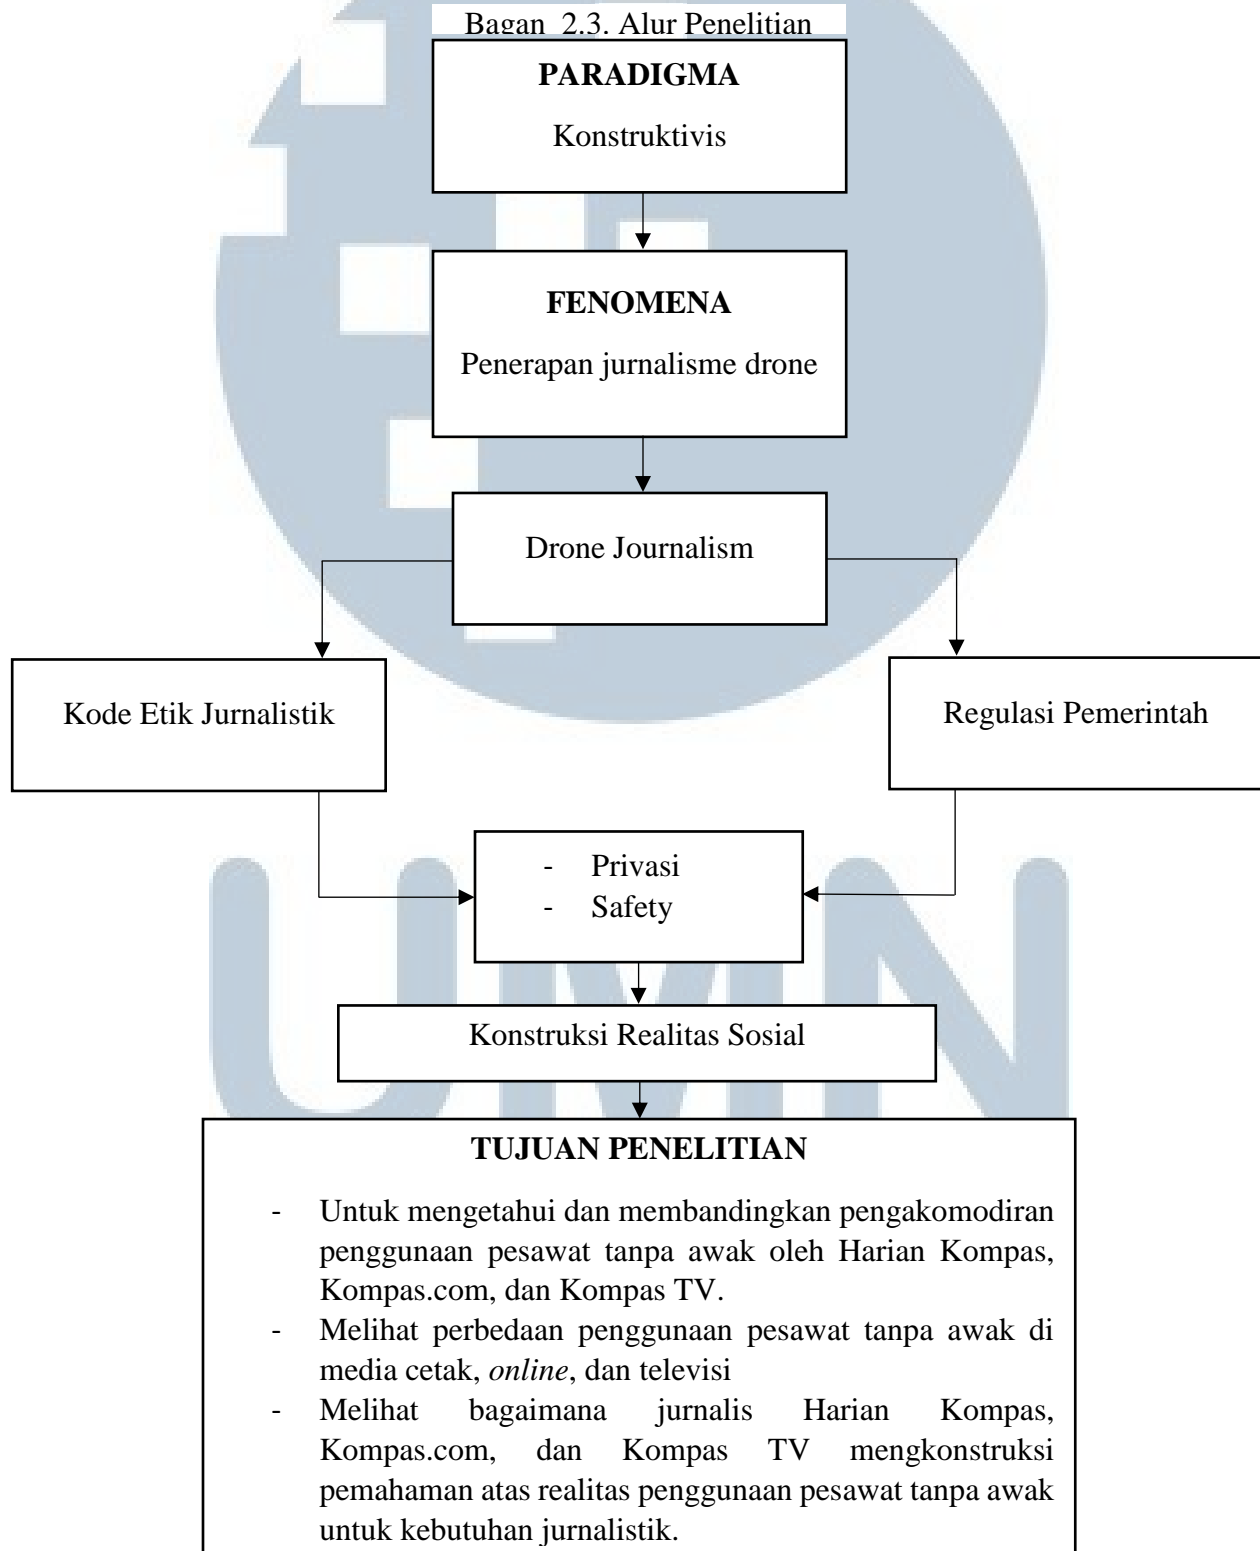 Bagan 2.3. Alur Penelitian
PARADIGMA
Konstruktivis
FENOMENA
Penerapan jurnalisme drone
Drone Journalism
Kode Etik Jurnalistik
Regulasi Pemerintah
- Privasi
- Safety
Konstruksi Realitas Sosial
TUJUAN PENELITIAN
- Untuk mengetahui dan membandingkan pengakomodiran
penggunaan pesawat tanpa awak oleh Harian Kompas,
Kompas.com, dan Kompas TV.
- Melihat perbedaan penggunaan pesawat tanpa awak di
media cetak, online, dan televisi
- Melihat bagaimana jurnalis Harian Kompas,
Kompas.com, dan Kompas TV mengkonstruksi
pemahaman atas realitas penggunaan pesawat tanpa awak
untuk kebutuhan jurnalistik.
UMN